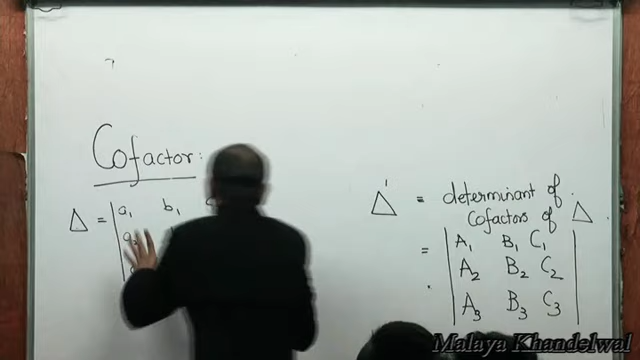 Cofactor:
Δ = | a₁ b₁
a₂
Δ' = determinant of
Cofactors of Δ.
= | A₁ B₁ C₁ |
A₂ B₂ C₂
A₃ B₃ C₃
Malaya Khandelwal